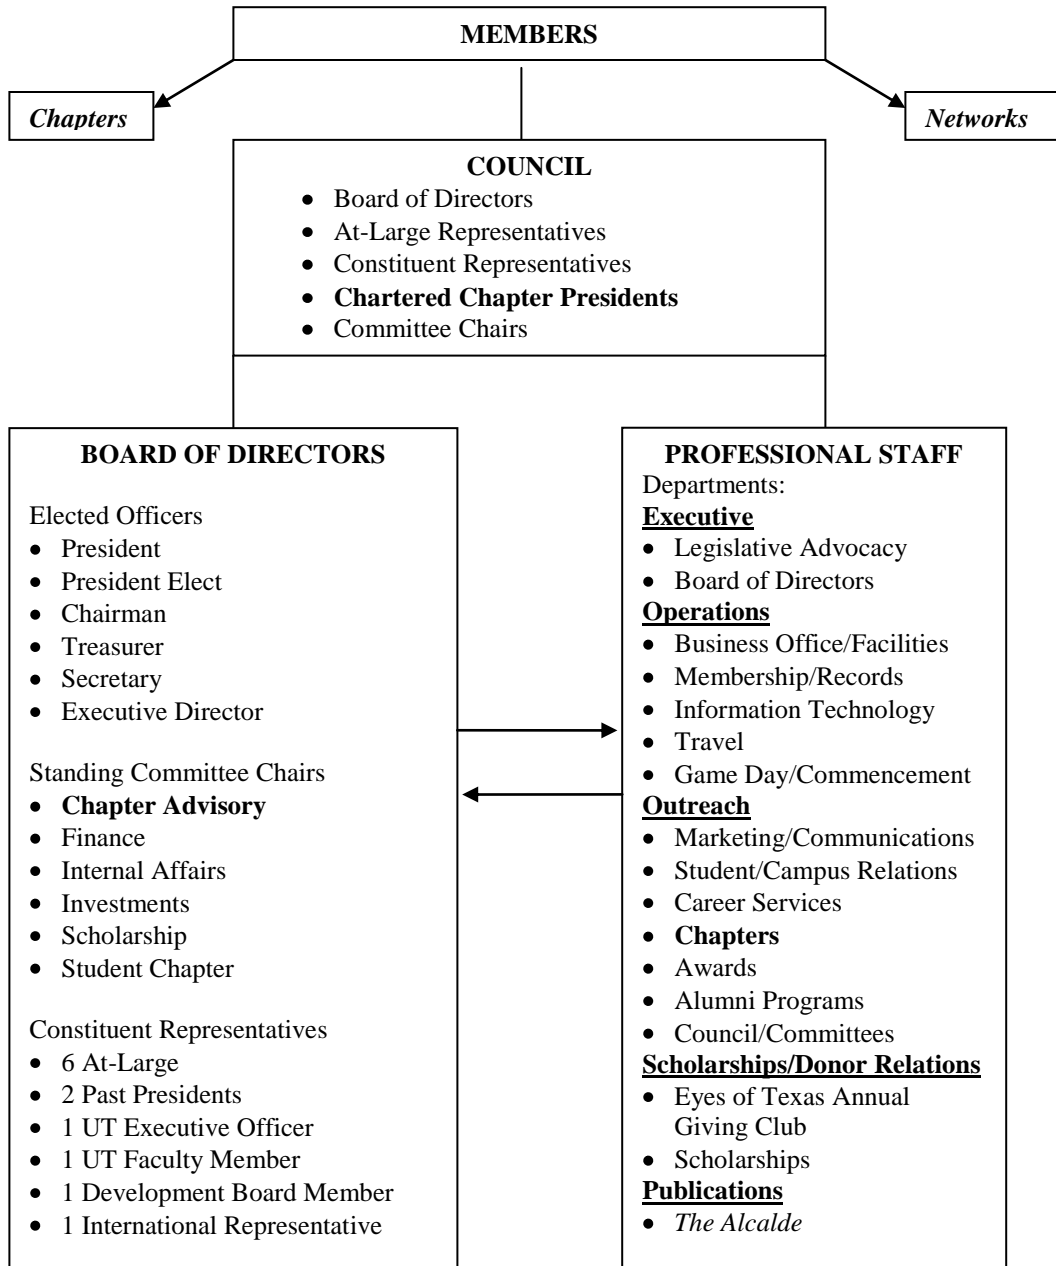 MEMBERS
Chapters
Networks
COUNCIL
• Board of Directors
• At-Large Representatives
• Constituent Representatives
• Chartered Chapter Presidents
• Committee Chairs
BOARD OF DIRECTORS
Elected Officers
• President
• President Elect
• Chairman
• Treasurer
• Secretary
• Executive Director
Standing Committee Chairs
• Chapter Advisory
• Finance
• Internal Affairs
• Investments
• Scholarship
• Student Chapter
Constituent Representatives
• 6 At-Large
• 2 Past Presidents
• 1 UT Executive Officer
• 1 UT Faculty Member
• 1 Development Board Member
• 1 International Representative
PROFESSIONAL STAFF
Departments:
Executive
• Legislative Advocacy
• Board of Directors
Operations
• Business Office/Facilities
• Membership/Records
• Information Technology
• Travel
• Game Day/Commencement
Outreach
• Marketing/Communications
• Student/Campus Relations
• Career Services
• Chapters
• Awards
• Alumni Programs
• Council/Committees
Scholarships/Donor Relations
• Eyes of Texas Annual
Giving Club
• Scholarships
Publications
• The Alcalde